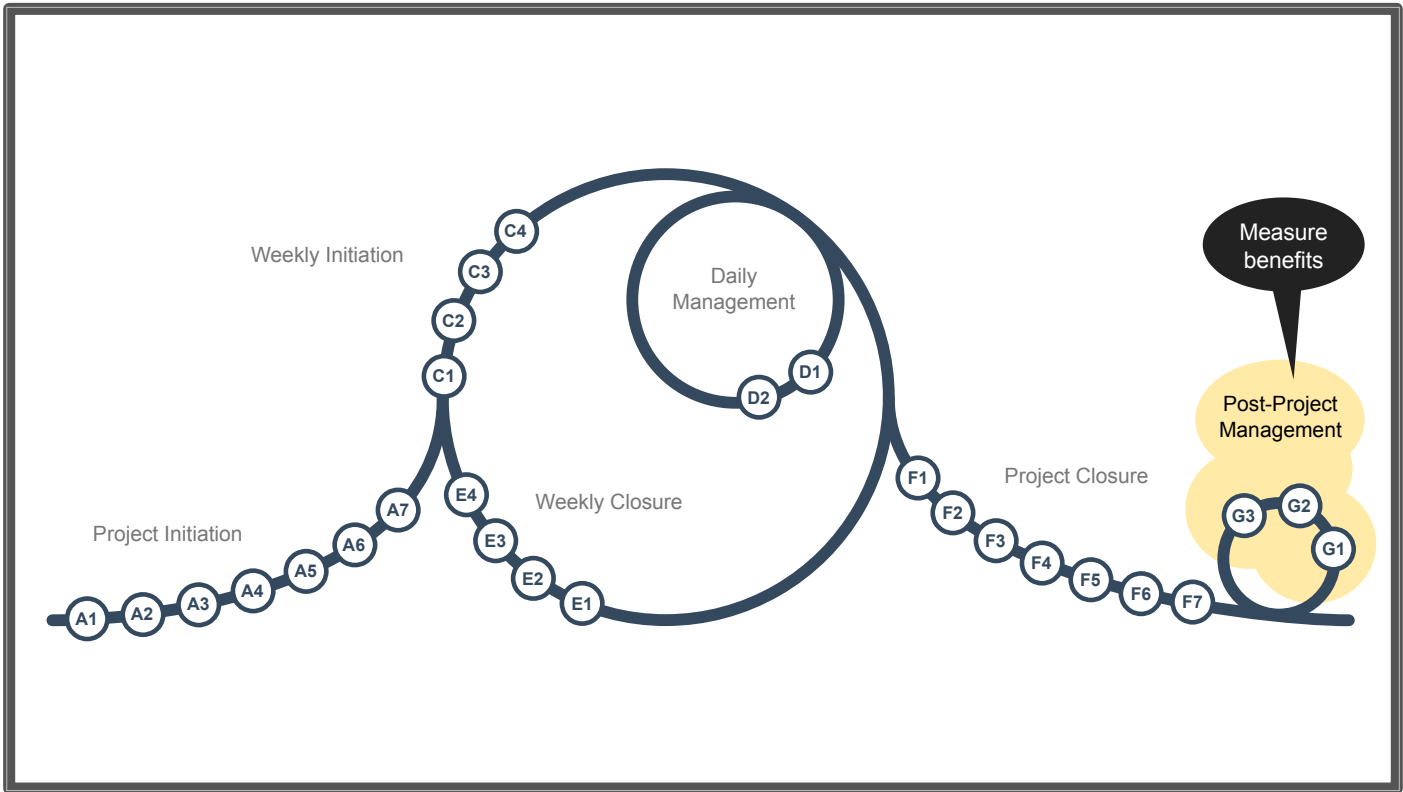 Measure
benefits
Weekly Initiation
C4
C3
C2
C1
Daily
Management
D1
D2
Post-Project
Management
Project Initiation
A1
A2
A3
A4
A5
A6
A7
Weekly Closure
E4
E3
E2
E1
Project Closure
F1
F2
F3
F4
F5
F6
F7
G3
G2
G1